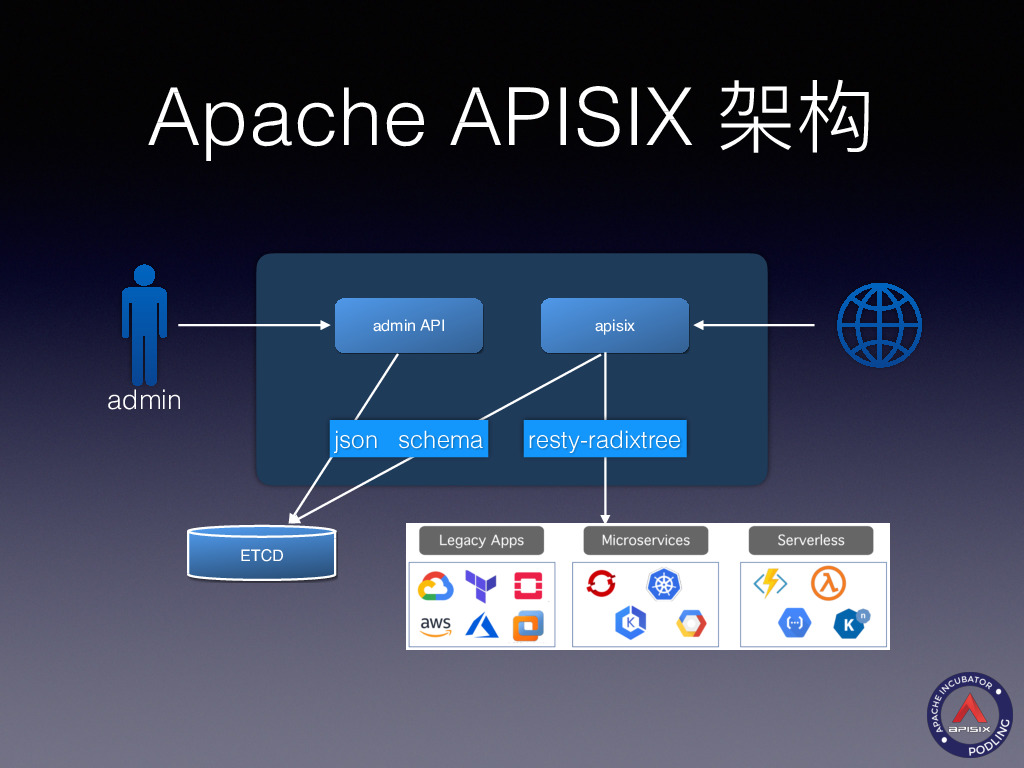 Apache APISIX 架构
admin API
apisix
admin
json schema
resty-radixtree
ETCD
Legacy Apps
Microservices
Serverless
aws
K
K
n
APACHE INCUBATOR
APISIX
PODLING